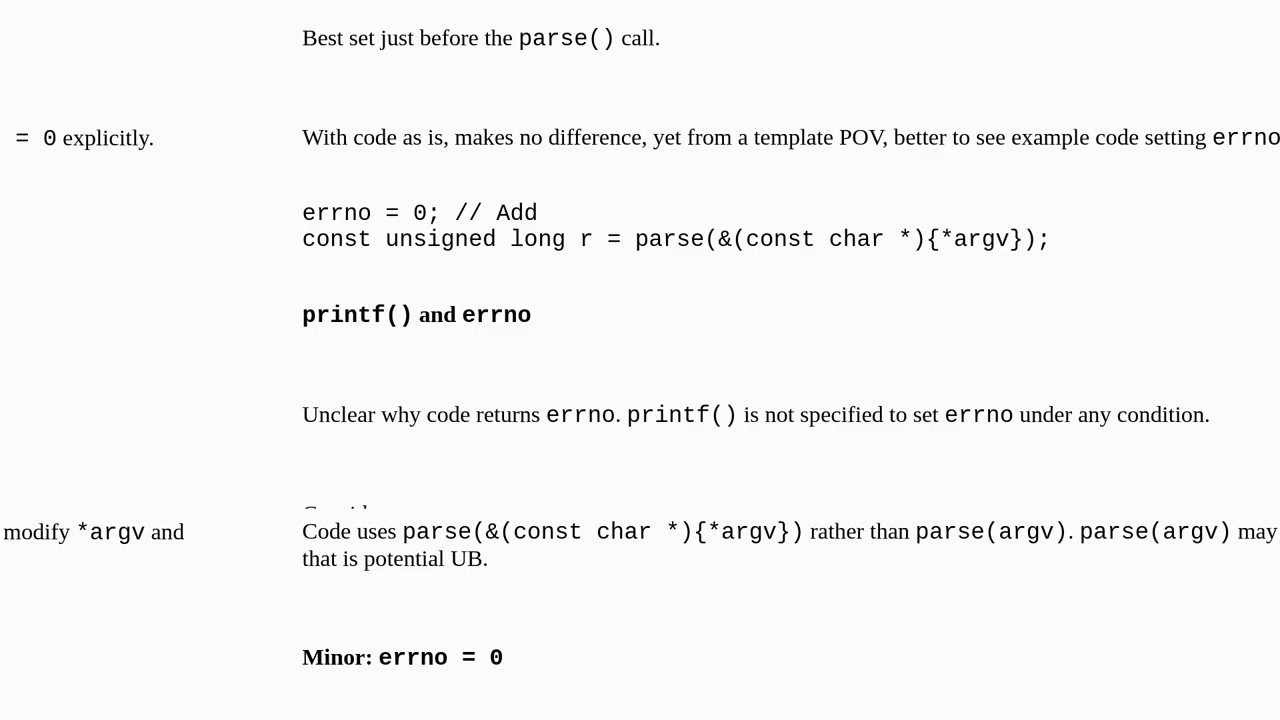 Best set just before the parse() call.
= 0 explicitly.
With code as is, makes no difference, yet from a template POV, better to see example code setting errno
errno = 0; // Add
const unsigned long r = parse(&(const char *){*argv});
printf() and errno
Unclear why code returns errno. printf() is not specified to set errno under any condition.
modify *argv and
Code uses parse(&(const char *){*argv}) rather than parse(argv). parse(argv) may
that is potential UB.
Minor: errno = 0